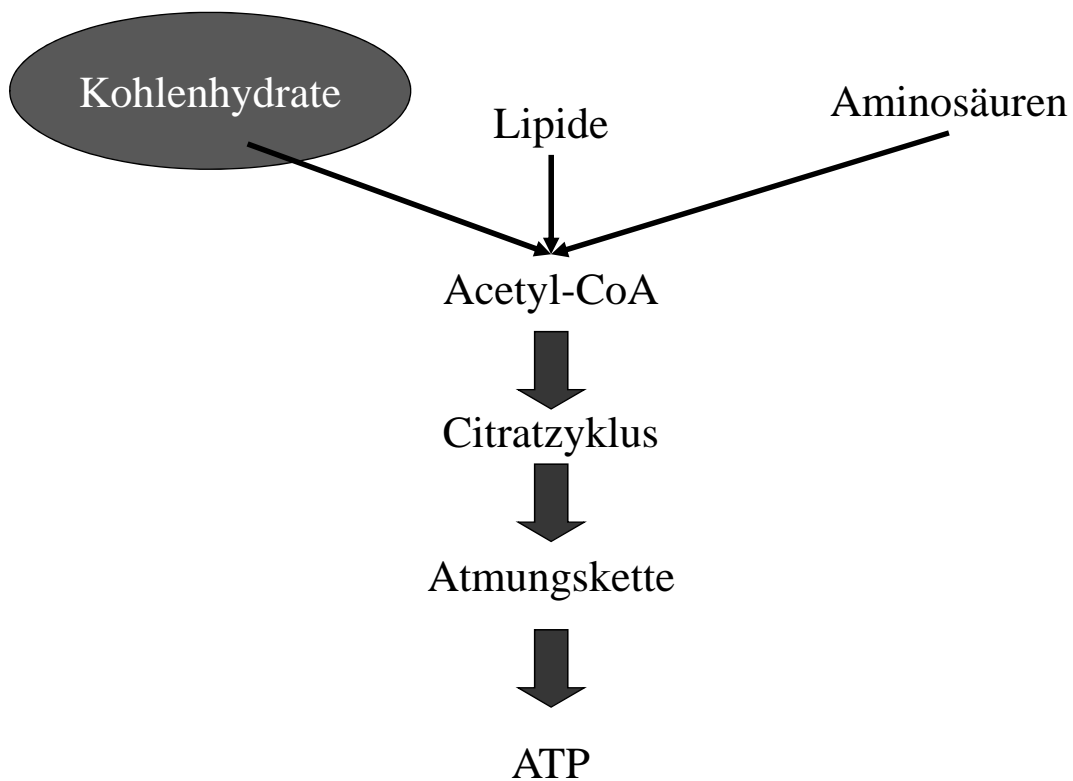 Kohlenhydrate
Lipide
Aminosäuren
Acetyl-CoA
Citratzyklus
Atmungskette
ATP